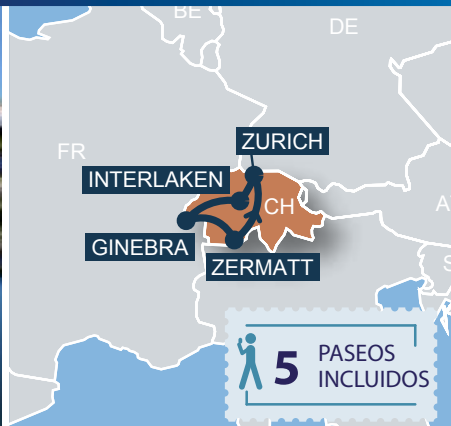 BE
DE
FR
ZURICH
INTERLAKEN
CH
A
GINEBRA
ZERMATT
S
5 PASEOS
INCLUIDOS